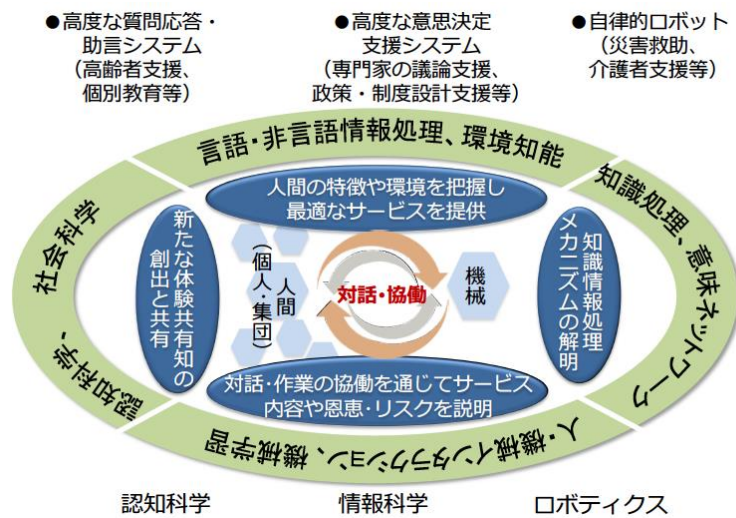 ●高度な質問応答・
助言システム
（高齢者支援、
個別教育等）
●高度な意思決定
支援システム
（専門家の議論支援、
政策・制度設計支援等）
●自律的ロボット
（災害救助、
介護者支援等）
言語・非言語情報処理、環境知能
知識処理、意味ネットワーク
人・機械インタラクション、機械学習
認知科学、社会科学
人間の特徴や環境を把握し
最適なサービスを提供
新たな体験共有知の
創出と共有
人間
（個人・集団）
対話・協働
機械
知識情報処理
メカニズムの解明
対話・作業の協働を通じてサービス
内容や恩恵・リスクを説明
認知科学
情報科学
ロボティクス